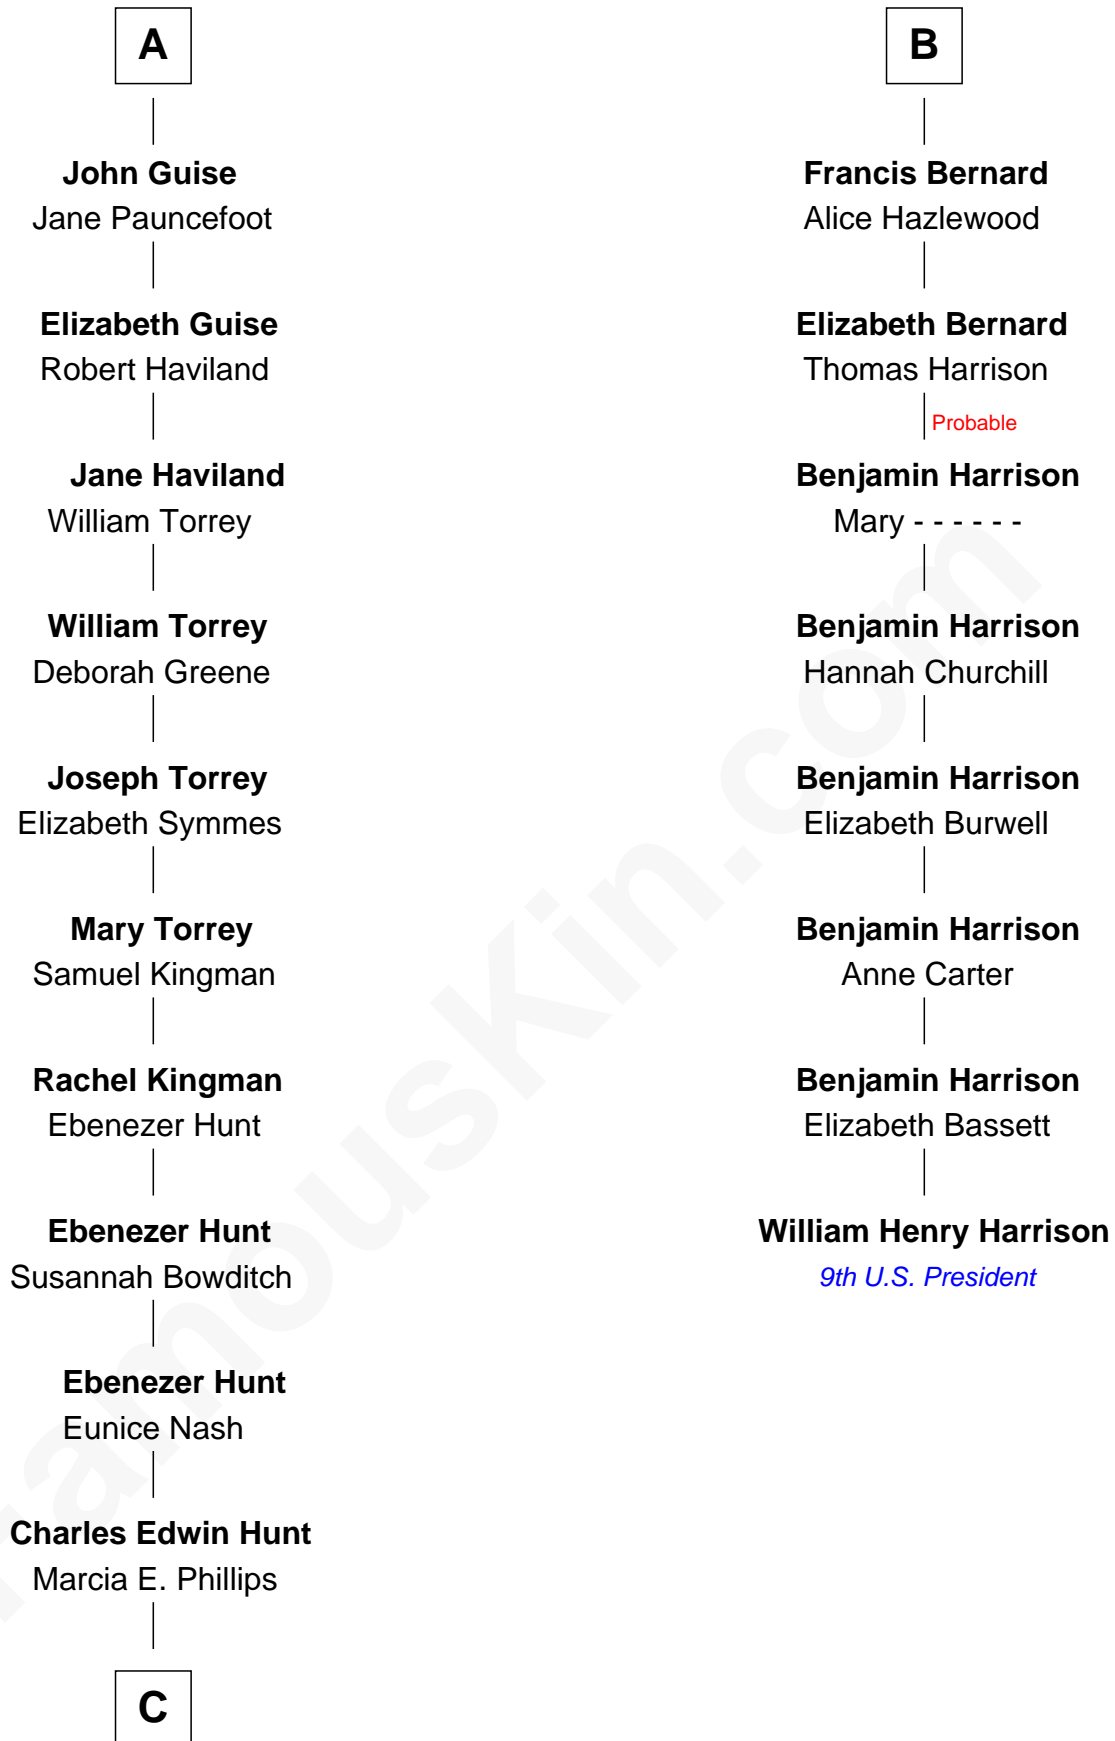 A
John Guise
Jane Pauncefoot
Elizabeth Guise
Robert Haviland
Jane Haviland
William Torrey
William Torrey
Deborah Greene
Joseph Torrey
Elizabeth Symmes
Mary Torrey
Samuel Kingman
Rachel Kingman
Ebenezer Hunt
Ebenezer Hunt
Susannah Bowditch
Ebenezer Hunt
Eunice Nash
Charles Edwin Hunt
Marcia E. Phillips
C
B
Francis Bernard
Alice Hazlewood
Elizabeth Bernard
Thomas Harrison
Probable
Benjamin Harrison
Mary - - - - - -
Benjamin Harrison
Hannah Churchill
Benjamin Harrison
Elizabeth Burwell
Benjamin Harrison
Anne Carter
Benjamin Harrison
Elizabeth Bassett
William Henry Harrison
9th U.S. President
FamousKin.com